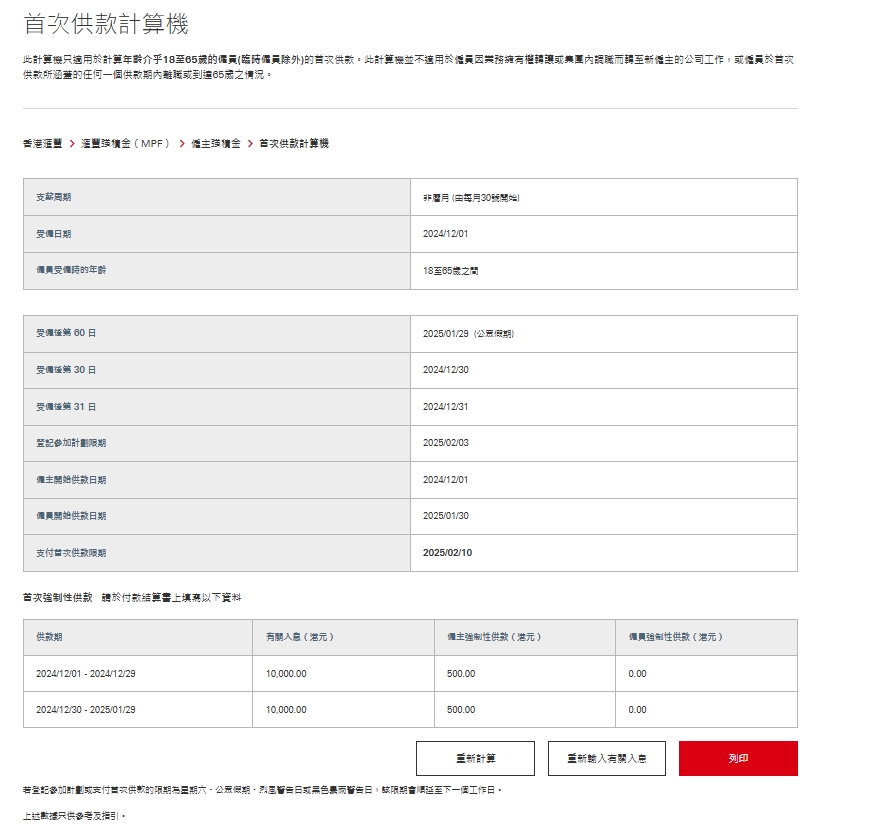 首次供款計算機
此計算機只適用於計算年齡介乎18至65歲的僱員(臨時僱員除外)的首次供款。此計算機並不適用於僱員因業務擁有權轉讓或集團內調職而轉至新僱主的公司工作，或僱員於首次
供款所涵蓋的任何一個供款期內離職或到達65歲之情況。
香港滙豐 > 滙豐強積金（MPF） > 僱主強積金 > 首次供款計算機
支薪周期 非曆月 (由每月30號開始)
受僱日期 2024/12/01
僱員受僱時的年齡 18至65歲之間
受僱後第 60 日 2025/01/29 (公眾假期)
受僱後第 30 日 2024/12/30
受僱後第 31 日 2024/12/31
登記參加計劃限期 2025/02/03
僱主開始供款日期 2024/12/01
僱員開始供款日期 2025/01/30
支付首次供款限期 2025/02/10
首次強制性供款 請於付款結算書上填寫以下資料
供款期 有關入息（港元） 僱主強制性供款（港元） 僱員強制性供款（港元）
2024/12/01 - 2024/12/29 10,000.00 500.00 0.00
2024/12/30 - 2025/01/29 10,000.00 500.00 0.00
重新計算 重新輸入有關入息 列印
若登記參加計劃或支付首次供款的限期為星期六、公眾假期、烈風警告日或黑色暴雨警告日，該限期會順延至下一個工作日。
上述數據只供參考及指引。